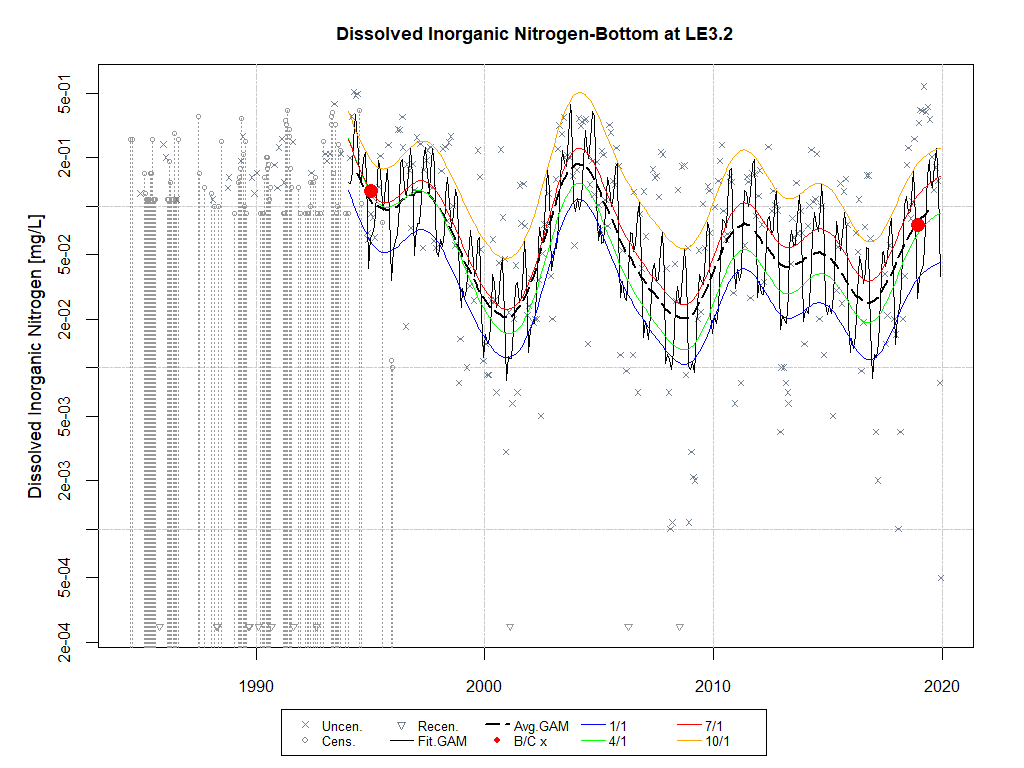 Dissolved Inorganic Nitrogen-Bottom at LE3.2
Dissolved Inorganic Nitrogen [mg/L]
5e-01
2e-01
5e-02
2e-02
5e-03
2e-03
5e-04
2e-04
1990 2000 2010 2020
Uncen. Recen. Avg.GAM 1/1 7/1
Cens. Fit.GAM B/C x 4/1 10/1